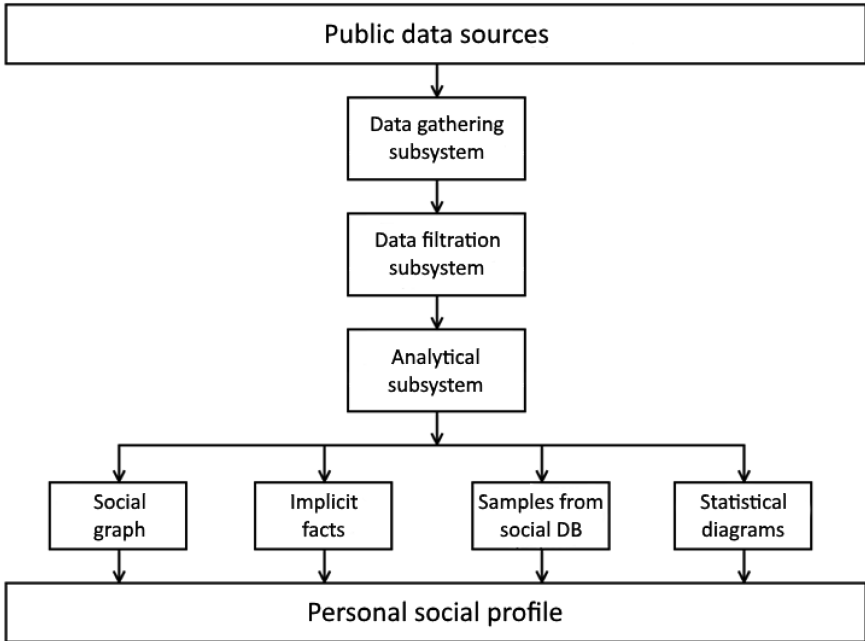 Public data sources
Data gathering
subsystem
Data filtration
subsystem
Analytical
subsystem
Social
graph
Implicit
facts
Samples from
social DB
Statistical
diagrams
Personal social profile